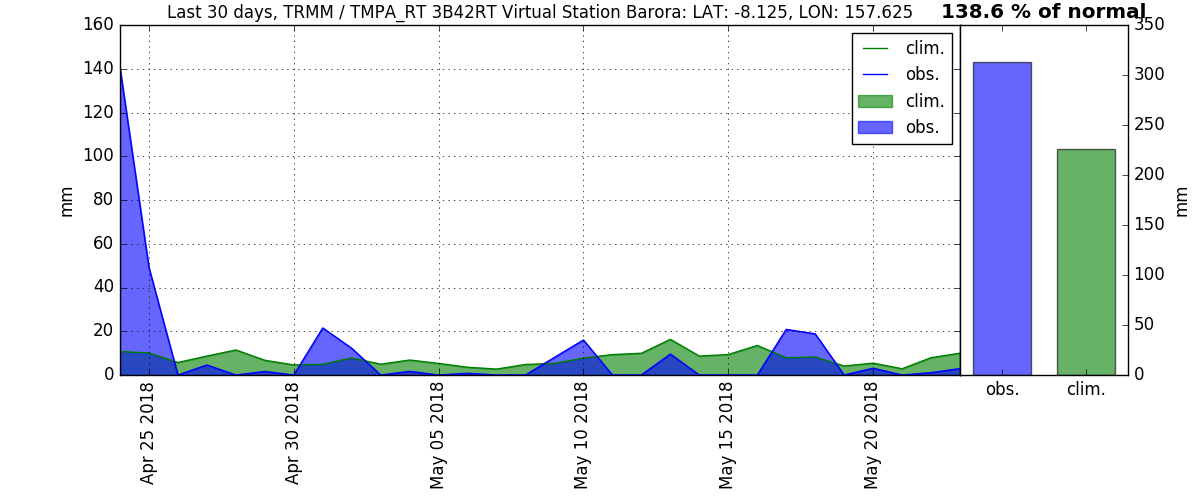 Last 30 days, TRMM / TMPA_RT 3B42RT Virtual Station Barora: LAT: -8.125, LON: 157.625
138.6 % of normal
160
140
120
100
80
60
40
20
0
mm
clim.
obs.
clim.
obs.
Apr 25 2018
Apr 30 2018
May 05 2018
May 10 2018
May 15 2018
May 20 2018
350
300
250
200
150
100
50
0
mm
obs.
clim.